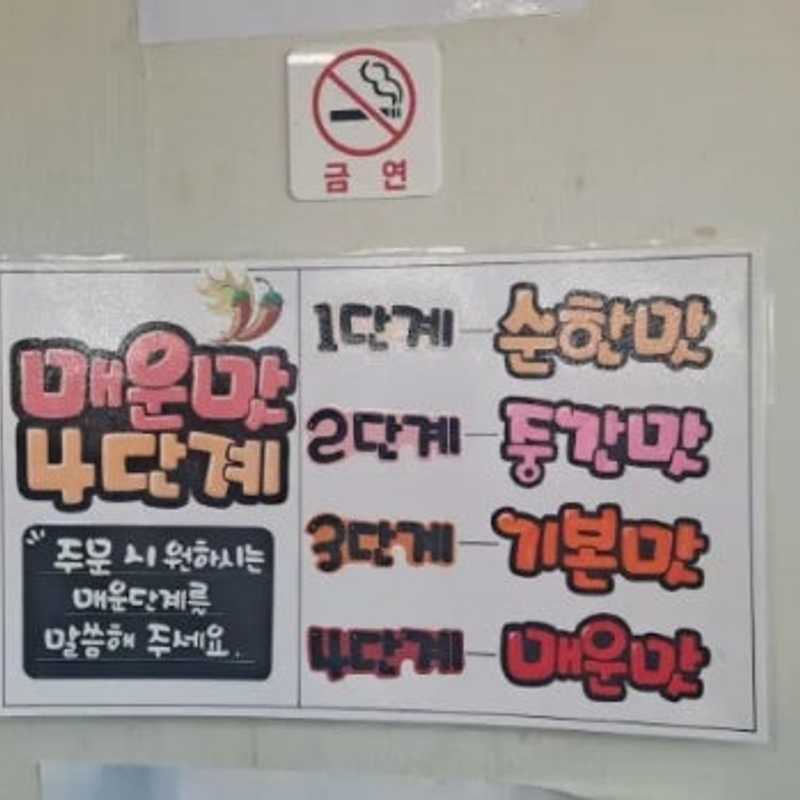 금 연
매운맛
4단계
주문 시 원하시는
매운단계를
말씀해 주세요.
1단계 — 순한맛
2단계 — 중간맛
3단계 — 기본맛
4단계 — 매운맛